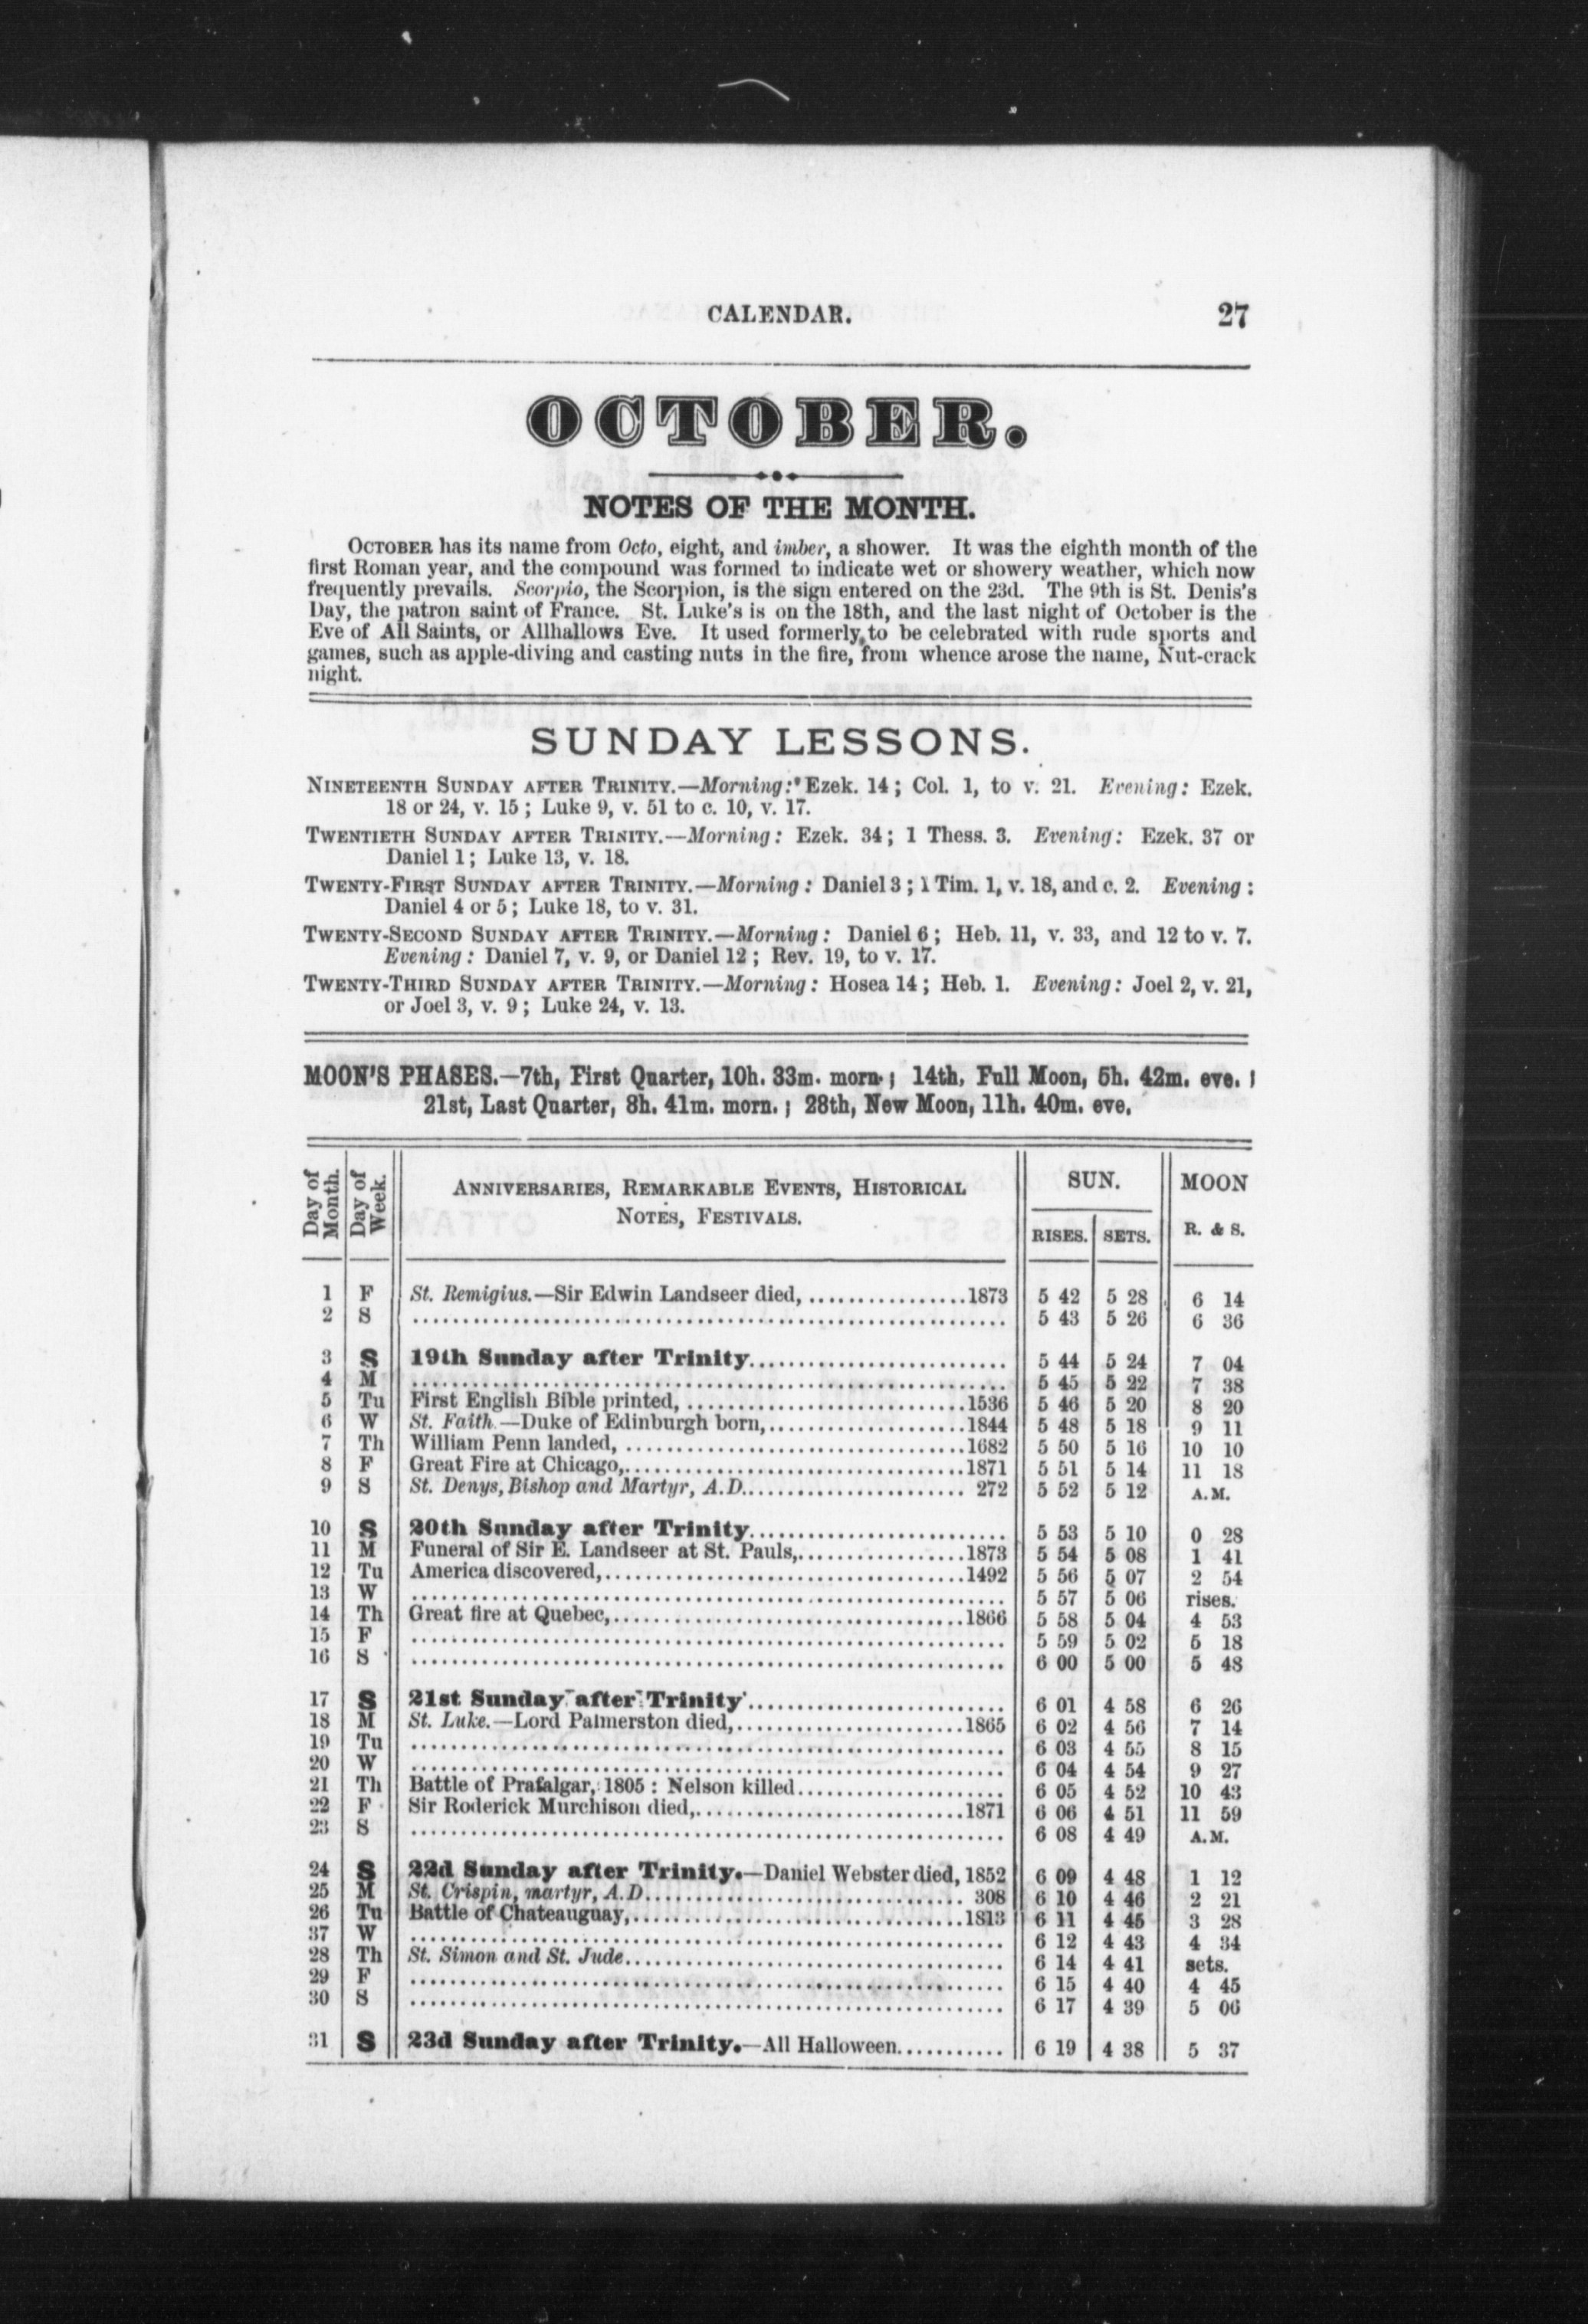 CALENDAR. 27
OCTOBER.
NOTES OF THE MONTH.
OCTOBER has its name from Octo, eight, and imber, a shower. It was the eighth month of the
first Roman year, and the compound was formed to indicate wet or showery weather, which now
frequently prevails. Scorpio, the Scorpion, is the sign entered on the 23d. The 9th is St. Denis's
Day, the patron saint of France. St. Luke's is on the 18th, and the last night of October is the
Eve of All Saints, or Allhallows Eve. It used formerly to be celebrated with rude sports and
games, such as apple-diving and casting nuts in the fire, from whence arose the name, Nut-crack
night.
SUNDAY LESSONS.
NINETEENTH SUNDAY AFTER TRINITY.—Morning: Ezek. 14; Col. 1, to v. 21. Evening: Ezek.
18 or 24, v. 15; Luke 9, v. 51 to c. 10, v. 17.
TWENTIETH SUNDAY AFTER TRINITY.—Morning: Ezek. 34; 1 Thess. 3. Evening: Ezek. 37 or
Daniel 1; Luke 13, v. 18.
TWENTY-FIRST SUNDAY AFTER TRINITY.—Morning: Daniel 3; 1 Tim. 1, v. 18, and c. 2. Evening:
Daniel 4 or 5; Luke 18, to v. 31.
TWENTY-SECOND SUNDAY AFTER TRINITY.—Morning: Daniel 6; Heb. 11, v. 33, and 12 to v. 7.
Evening: Daniel 7, v. 9, or Daniel 12; Rev. 19, to v. 17.
TWENTY-THIRD SUNDAY AFTER TRINITY.—Morning: Hosea 14; Heb. 1. Evening: Joel 2, v. 21,
or Joel 3, v. 9; Luke 24, v. 13.
MOON'S PHASES.—7th, First Quarter, 10h. 33m. morn.; 14th, Full Moon, 5h. 42m. eve.;
21st, Last Quarter, 8h. 41m. morn.; 28th, New Moon, 11h. 40m. eve.
Day of Month. Day of Week. ANNIVERSARIES, REMARKABLE EVENTS, HISTORICAL NOTES, FESTIVALS. SUN. MOON
RISES. SETS. R. & S.
1 F St. Remigius.—Sir Edwin Landseer died, ................1873 5 42 5 28 6 14
2 S ................ 5 43 5 26 6 36
3 S 19th Sunday after Trinity................ 5 44 5 24 7 04
4 M ................ 5 45 5 22 7 38
5 Tu First English Bible printed, ................1536 5 46 5 20 8 20
6 W St. Faith.—Duke of Edinburgh born,................1844 5 48 5 18 9 11
7 Th William Penn landed, ................1682 5 50 5 16 10 10
8 F Great Fire at Chicago,................1871 5 51 5 14 11 18
9 S St. Denys, Bishop and Martyr, A.D................ 272 5 52 5 12 A.M.
10 S 20th Sunday after Trinity................ 5 53 5 10 0 28
11 M Funeral of Sir E. Landseer at St. Pauls,................1873 5 54 5 08 1 41
12 Tu America discovered,................1492 5 56 5 07 2 54
13 W ................ 5 57 5 06 rises.
14 Th Great fire at Quebec,................1866 5 58 5 04 4 53
15 F ................ 5 59 5 02 5 18
16 S ................ 6 00 5 00 5 48
17 S 21st Sunday after Trinity................ 6 01 4 58 6 26
18 M St. Luke.—Lord Palmerston died,................1865 6 02 4 56 7 14
19 Tu ................ 6 03 4 55 8 15
20 W ................ 6 04 4 54 9 27
21 Th Battle of Prafalgar, 1805: Nelson killed................ 6 05 4 52 10 43
22 F Sir Roderick Murchison died,................1871 6 06 4 51 11 59
23 S ................ 6 08 4 49 A.M.
24 S 22d Sunday after Trinity.—Daniel Webster died, 1852 6 09 4 48 1 12
25 M St. Crispin, martyr, A.D................ 308 6 10 4 46 2 21
26 Tu Battle of Chateauguay,................1813 6 11 4 45 3 28
37 W ................ 6 12 4 43 4 34
28 Th St. Simon and St. Jude................ 6 14 4 41 sets.
29 F ................ 6 15 4 40 4 45
30 S ................ 6 17 4 39 5 06
31 S 23d Sunday after Trinity.—All Halloween........... 6 19 4 38 5 37